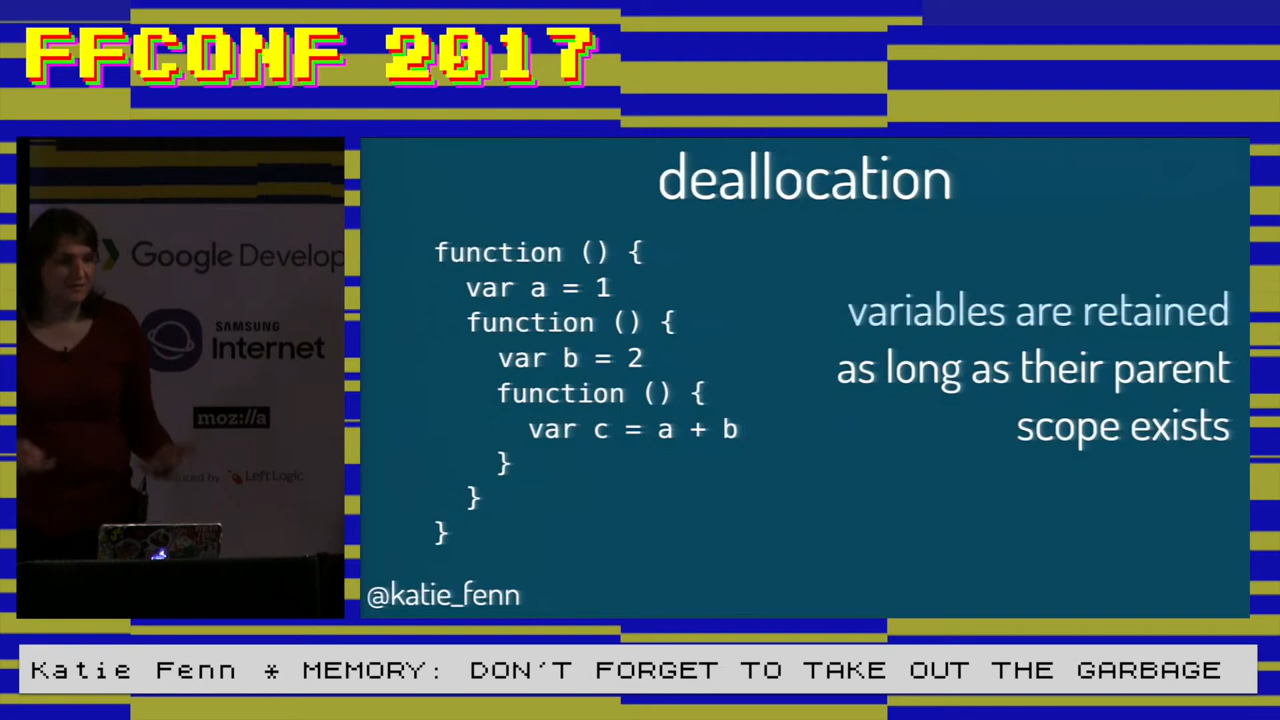 FFCONF 2017
Google Develop
SAMSUNG
Internet
moz://a
by Left Logic
deallocation
function () {
var a = 1
function () {
var b = 2
function () {
var c = a + b
}
}
}
variables are retained
as long as their parent
scope exists
@katie_fenn
Katie Fenn * MEMORY: DON'T FORGET TO TAKE OUT THE GARBAGE